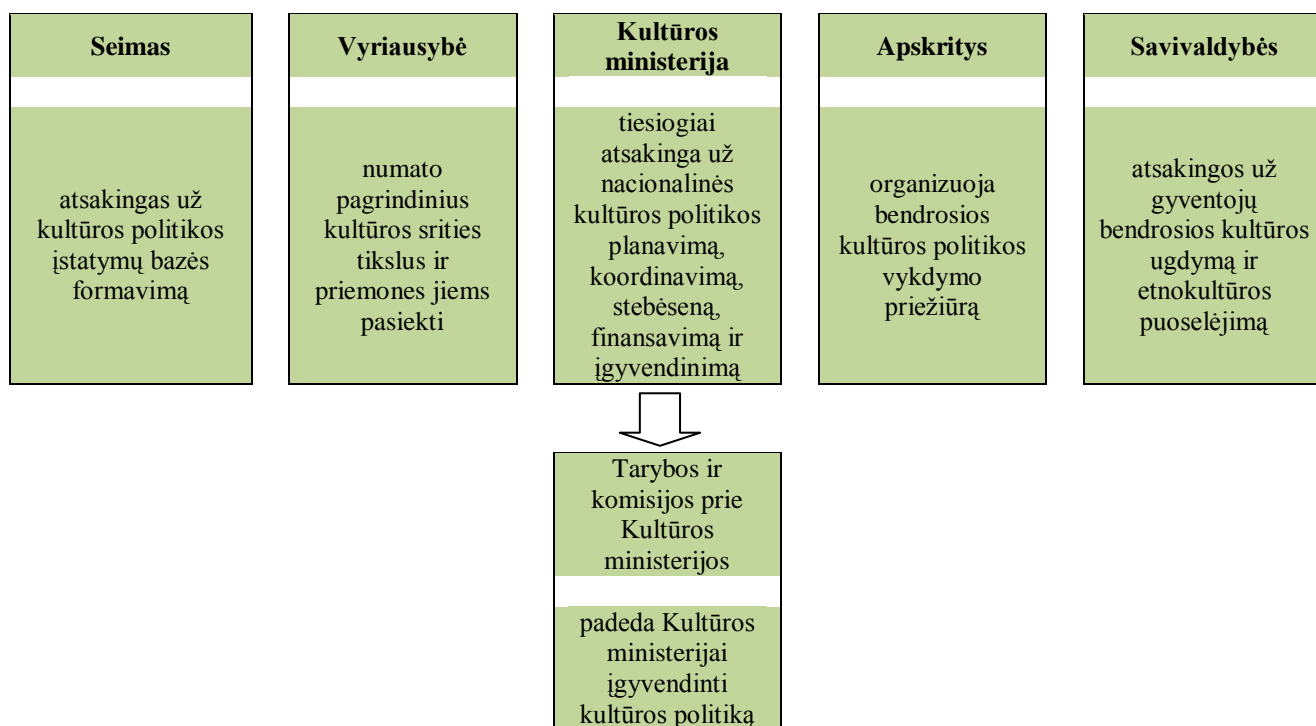 Seimas
atsakingas už
kultūros politikos
įstatymų bazės
formavimą
Vyriausybė
numato
pagrindinius
kultūros srities
tikslus ir
priemones jiems
pasiekti
Kultūros
ministerija
tiesiogiai
atsakinga už
nacionalinės
kultūros politikos
planavimą,
koordinavimą,
stebėseną,
finansavimą ir
įgyvendinimą
Apskritys
organizuoja
bendrosios
kultūros politikos
vykdymo
priežiūrą
Savivaldybės
atsakingos už
gyventojų
bendrosios kultūros
ugdymą ir
etnokultūros
puoselėjimą
Tarybos ir
komisijos prie
Kultūros
ministerijos
padeda Kultūros
ministerijai
įgyvendinti
kultūros politiką